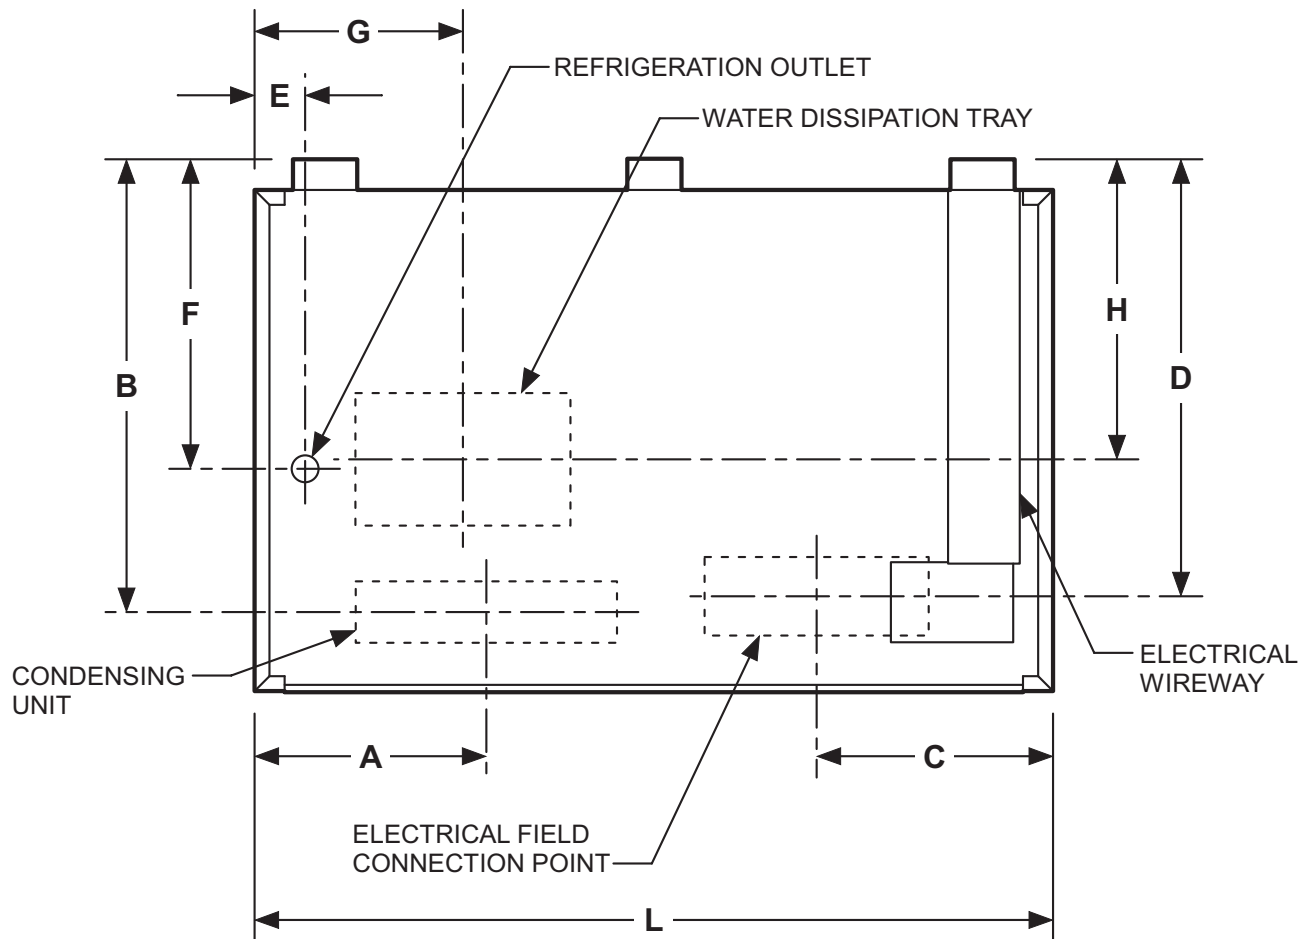 G
REFRIGERATION OUTLET
E
WATER DISSIPATION TRAY
F
H
B
D
CONDENSING
UNIT
ELECTRICAL
WIREWAY
A
C
ELECTRICAL FIELD
CONNECTION POINT
L